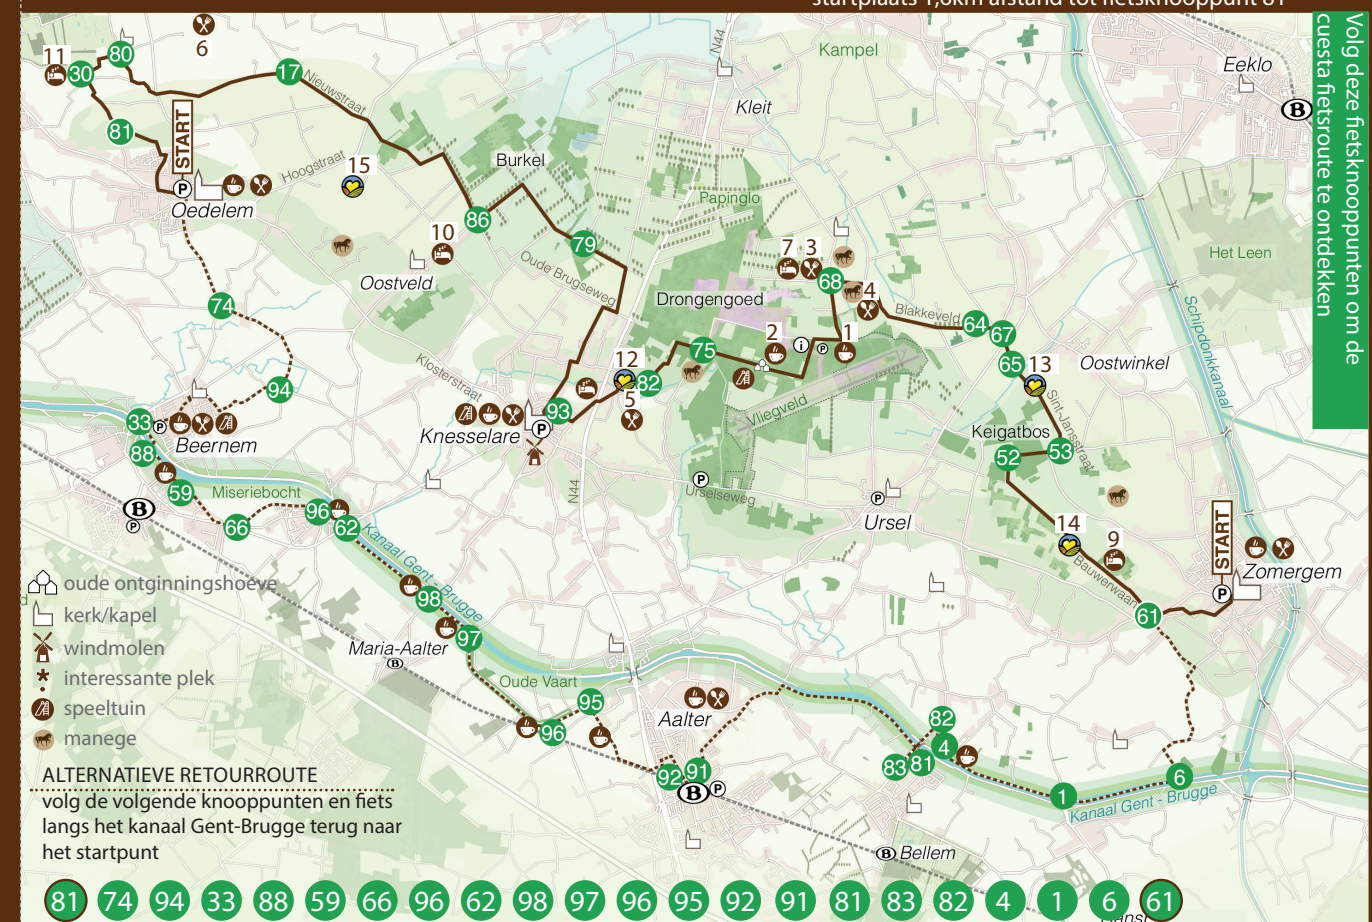 startplaats 1,6km afstand tot fietsknooppunt 81
Volg deze fietsknooppunten om de
cuesta fietsroute te ontdekken
11
80
6
30
17
Nieuwstraat
81
START
P
Oedelem
Hoogstraat
15
Burkel
86
10
Oostveld
79
Oude Brugseweg
N44
Kleit
Kampel
Eeklo
B
Papinglo
Het Leen
7
3
68
4
Drongengoed
Blakkeveld
64
67
65
13
Oostwinkel
Schipdonkkanaal
2
i
P
1
75
12
82
5
74
94
Klosterstraat
93
Knesselare
P
Vliegveld
Sint-Jansstraat
Keigatbos
52
53
33
P
Beernem
88
59
Miseriebocht
66
96
62
B
P
N44
P
Urselseweg
P
Ursel
14
9
Bauwerwaan
START
P
Zomergem
61
Kanaal Gent - Brugge
98
97
Maria-Aalter
B
Oude Vaart
95
96
Aalter
92
91
B
P
82
4
83
81
1
6
Kanaal Gent - Brugge
B
Bellem
oude ontginningshoeve
kerk/kapel
windmolen
interessante plek
speeltuin
manege
ALTERNATIEVE RETOURROUTE
volg de volgende knooppunten en fiets
langs het kanaal Gent-Brugge terug naar
het startpunt
81 74 94 33 88 59 66 96 62 98 97 96 95 92 91 81 83 82 4 1 6 61